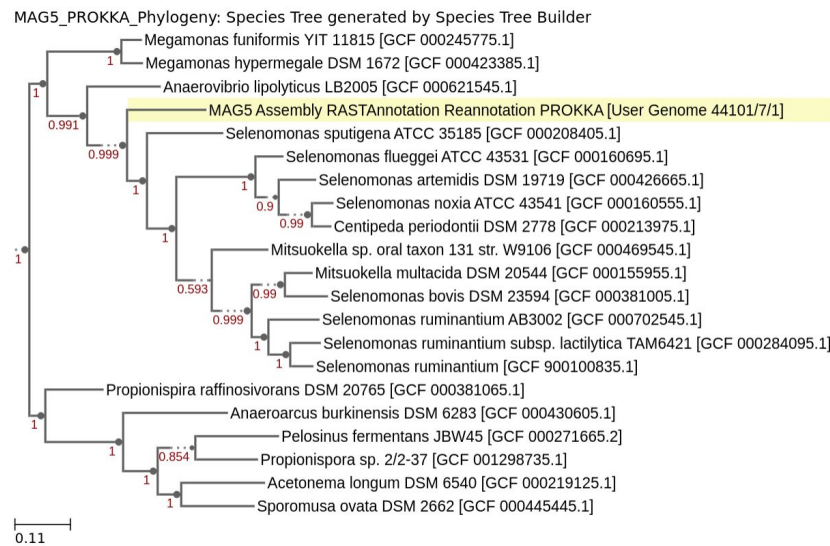 MAG5_PROKKA_Phylogeny: Species Tree generated by Species Tree Builder
Megamonas funiformis YIT 11815 [GCF 000245775.1]
1
Megamonas hypermegale DSM 1672 [GCF 000423385.1]
1
Anaerovibrio lipolyticus LB2005 [GCF 000621545.1]
MAG5 Assembly RASTAnnotation Reannotation PROKKA [User Genome 44101/7/1]
0.991
Selenomonas sputigena ATCC 35185 [GCF 000208405.1]
0.999
Selenomonas flueggei ATCC 43531 [GCF 000160695.1]
Selenomonas artemidis DSM 19719 [GCF 000426665.1]
1
1
Selenomonas noxia ATCC 43541 [GCF 000160555.1]
0.9
0.99
Centipeda periodontii DSM 2778 [GCF 000213975.1]
1
Mitsuokella sp. oral taxon 131 str. W9106 [GCF 000469545.1]
1
Mitsuokella multacida DSM 20544 [GCF 000155955.1]
0.593
0.99
Selenomonas bovis DSM 23594 [GCF 000381005.1]
0.999
Selenomonas ruminantium AB3002 [GCF 000702545.1]
1
Selenomonas ruminantium subsp. lactilytica TAM6421 [GCF 000284095.1]
1
Selenomonas ruminantium [GCF 900100835.1]
Propionispira raffinosivorans DSM 20765 [GCF 000381065.1]
1
Anaeroarcus burkinensis DSM 6283 [GCF 000430605.1]
Pelosinus fermentans JBW45 [GCF 000271665.2]
1
0.854
Propionispora sp. 2/2-37 [GCF 001298735.1]
1
Acetonema longum DSM 6540 [GCF 000219125.1]
1
Sporomusa ovata DSM 2662 [GCF 000445445.1]
0.11